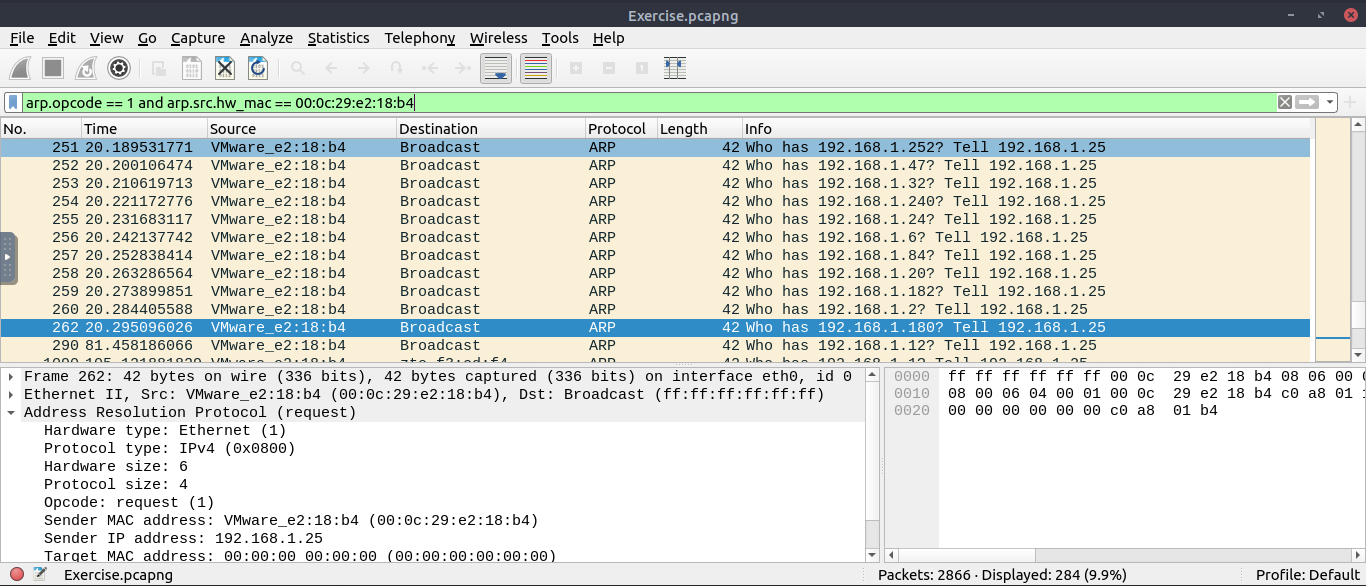 Exercise.pcapng
File Edit View Go Capture Analyze Statistics Telephony Wireless Tools Help
arp.opcode == 1 and arp.src.hw_mac == 00:0c:29:e2:18:b4
No. Time Source Destination Protocol Length Info
251 20.189531771 VMware_e2:18:b4 Broadcast ARP 42 Who has 192.168.1.252? Tell 192.168.1.25
252 20.200106474 VMware_e2:18:b4 Broadcast ARP 42 Who has 192.168.1.47? Tell 192.168.1.25
253 20.210619713 VMware_e2:18:b4 Broadcast ARP 42 Who has 192.168.1.32? Tell 192.168.1.25
254 20.221172776 VMware_e2:18:b4 Broadcast ARP 42 Who has 192.168.1.240? Tell 192.168.1.25
255 20.231683117 VMware_e2:18:b4 Broadcast ARP 42 Who has 192.168.1.24? Tell 192.168.1.25
256 20.242137742 VMware_e2:18:b4 Broadcast ARP 42 Who has 192.168.1.6? Tell 192.168.1.25
257 20.252838414 VMware_e2:18:b4 Broadcast ARP 42 Who has 192.168.1.84? Tell 192.168.1.25
258 20.263286564 VMware_e2:18:b4 Broadcast ARP 42 Who has 192.168.1.20? Tell 192.168.1.25
259 20.273899851 VMware_e2:18:b4 Broadcast ARP 42 Who has 192.168.1.182? Tell 192.168.1.25
260 20.284405588 VMware_e2:18:b4 Broadcast ARP 42 Who has 192.168.1.2? Tell 192.168.1.25
262 20.295096026 VMware_e2:18:b4 Broadcast ARP 42 Who has 192.168.1.180? Tell 192.168.1.25
290 81.458186066 VMware_e2:18:b4 Broadcast ARP 42 Who has 192.168.1.12? Tell 192.168.1.25
Frame 262: 42 bytes on wire (336 bits), 42 bytes captured (336 bits) on interface eth0, id 0
Ethernet II, Src: VMware_e2:18:b4 (00:0c:29:e2:18:b4), Dst: Broadcast (ff:ff:ff:ff:ff:ff)
Address Resolution Protocol (request)
Hardware type: Ethernet (1)
Protocol type: IPv4 (0x0800)
Hardware size: 6
Protocol size: 4
Opcode: request (1)
Sender MAC address: VMware_e2:18:b4 (00:0c:29:e2:18:b4)
Sender IP address: 192.168.1.25
Target MAC address: 00:00:00 00:00:00 (00:00:00:00:00:00)
0000 ff ff ff ff ff ff 00 0c 29 e2 18 b4 08 06 00
0010 08 00 06 04 00 01 00 0c 29 e2 18 b4 c0 a8 01
0020 00 00 00 00 00 00 c0 a8 01 b4
Exercise.pcapng Packets: 2866 · Displayed: 284 (9.9%) Profile: Default